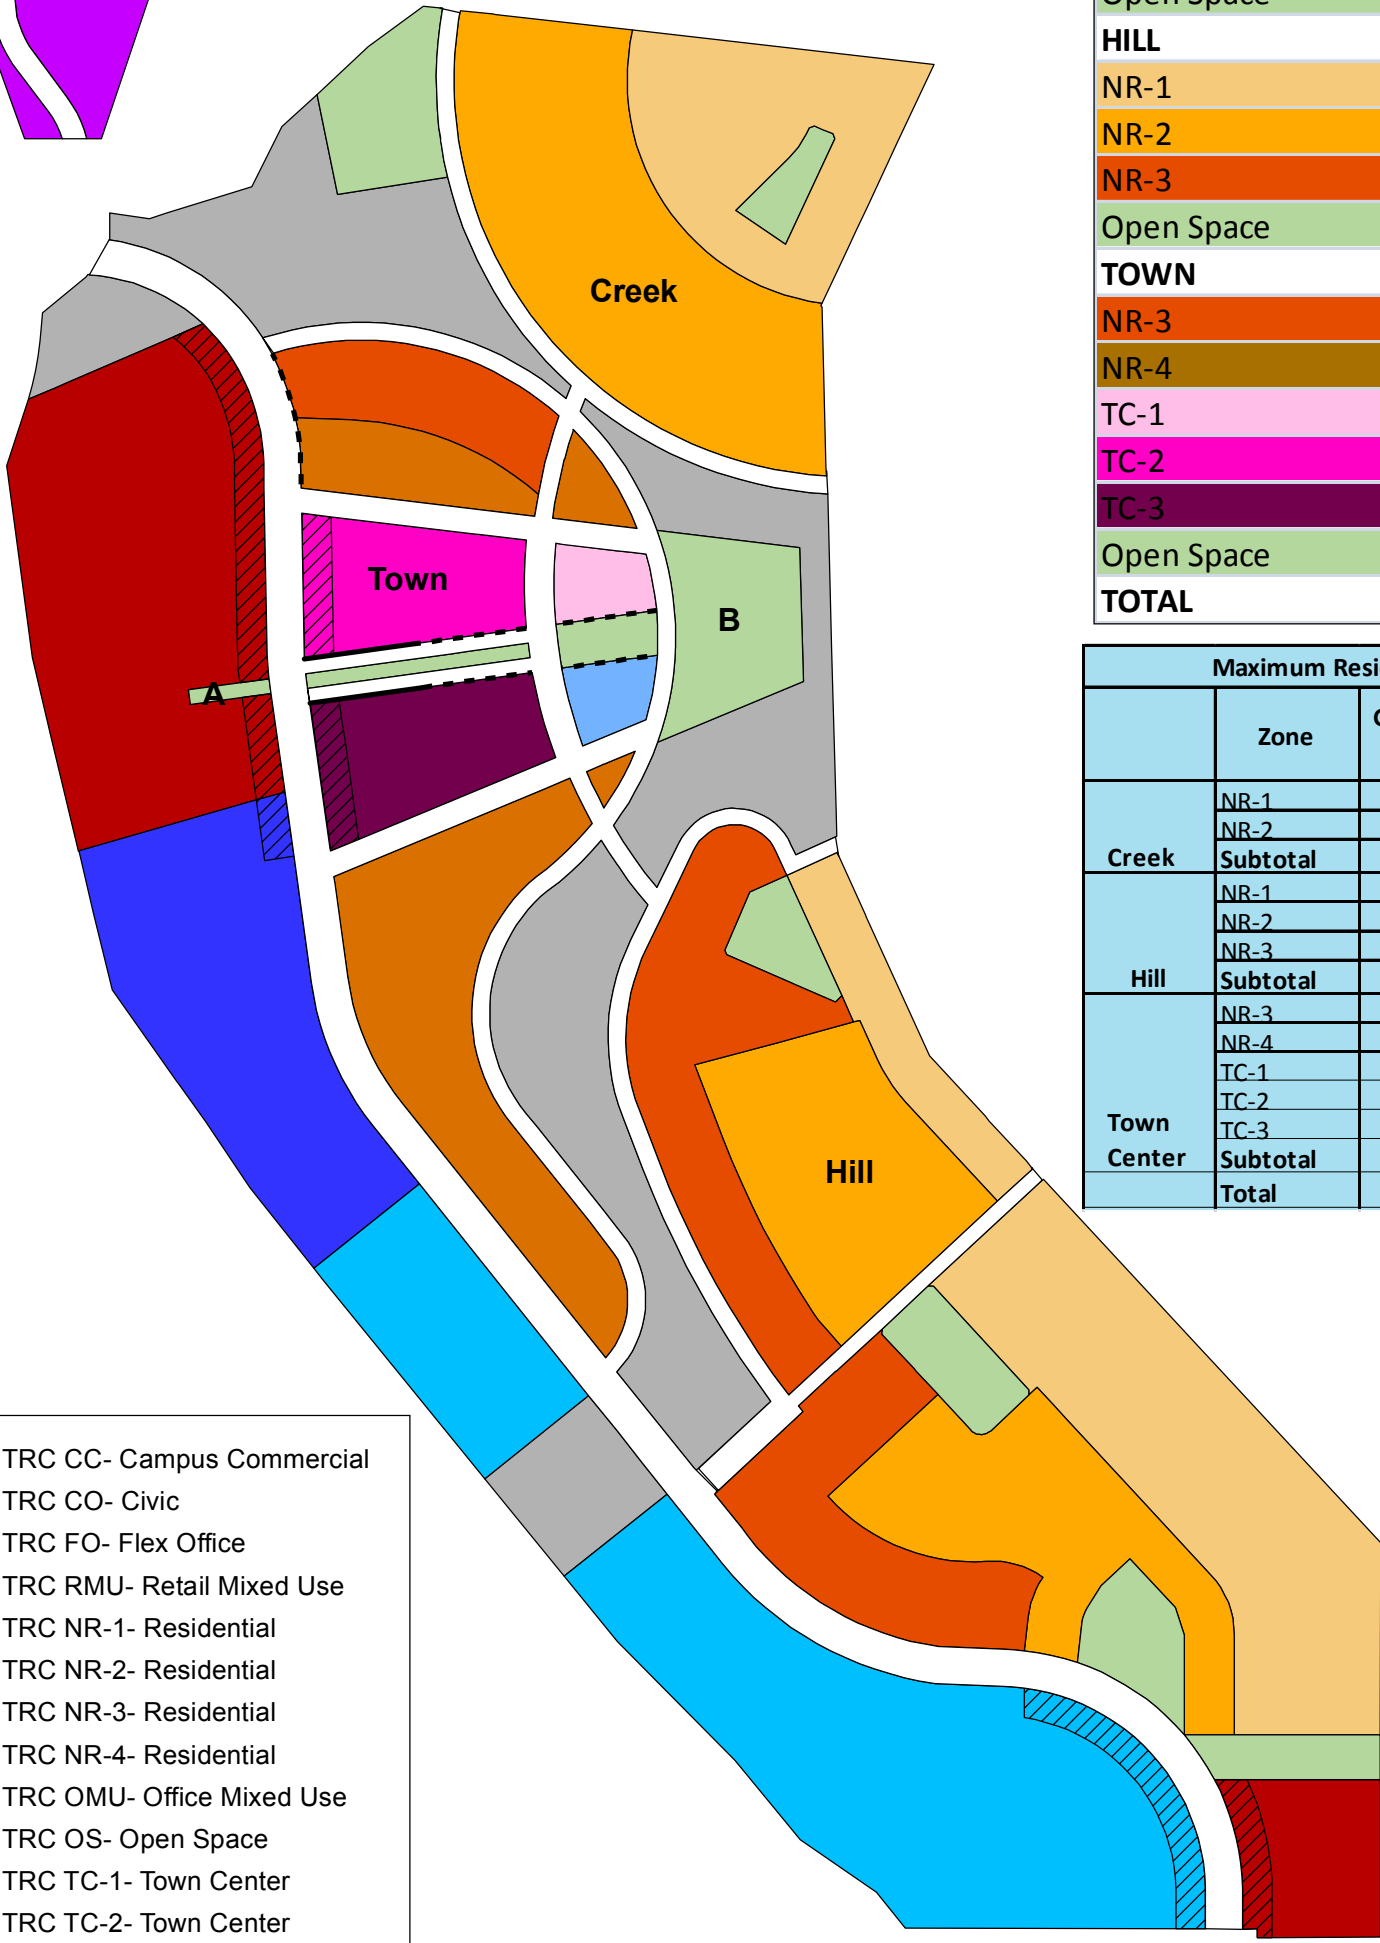 Open Space
HILL
NR-1
NR-2
NR-3
Open Space
TOWN
NR-3
NR-4
TC-1
TC-2
TC-3
Open Space
TOTAL
Creek
Town
B
A
Hill
Maximum Resi
Zone
Creek
NR-1
NR-2
Subtotal
Hill
NR-1
NR-2
NR-3
Subtotal
Town
Center
NR-3
NR-4
TC-1
TC-2
TC-3
Subtotal
Total
TRC CC- Campus Commercial
TRC CO- Civic
TRC FO- Flex Office
TRC RMU- Retail Mixed Use
TRC NR-1- Residential
TRC NR-2- Residential
TRC NR-3- Residential
TRC NR-4- Residential
TRC OMU- Office Mixed Use
TRC OS- Open Space
TRC TC-1- Town Center
TRC TC-2- Town Center